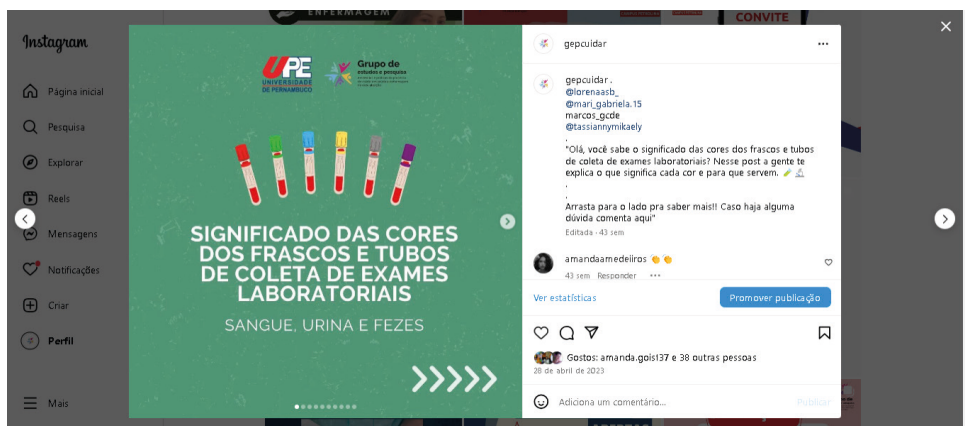 ENFERMAGEM
CONVITE
Instagram
Página inicial
Pesquisa
Explorar
Reels
Mensagens
Notificações
Criar
Perfil
Mais
UPE
UNIVERSIDADE
DE PERNAMBUCO
Grupo de
estudos e pesquisa
SIGNIFICADO DAS CORES
DOS FRASCOS E TUBOS
DE COLETA DE EXAMES
LABORATORIAIS
SANGUE, URINA E FEZES
gepcuidar
gepcuidar .
@lorenaasb_
@mari_gabriela.15
marcos_gcde
@tassiannymikaely
.
"Olá, você sabe o significado das cores dos frascos e tubos
de coleta de exames laboratoriais? Nesse post a gente te
explica o que significa cada cor e para que servem. 🧪🔬
.
.
Arrasta para o lado pra saber mais!! Caso haja alguma
dúvida comenta aqui"
Editada · 43 sem
amandaamedeiiros 👏👏
43 sem Responder ...
Ver estatísticas
Promover publicação
Gostos: amanda.gois137 e 38 outras pessoas
28 de abril de 2023
Adiciona um comentário...
Publicar